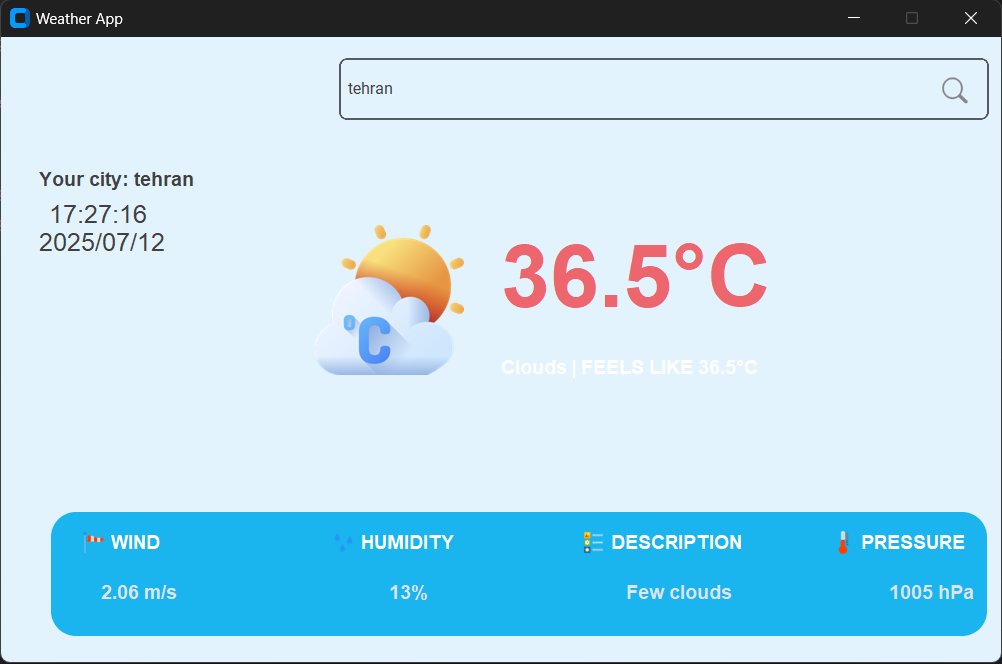 Weather App
tehran
Your city: tehran
17:27:16
2025/07/12
°C
36.5°C
Clouds | FEELS LIKE 36.5°C
WIND HUMIDITY DESCRIPTION PRESSURE
2.06 m/s 13% Few clouds 1005 hPa